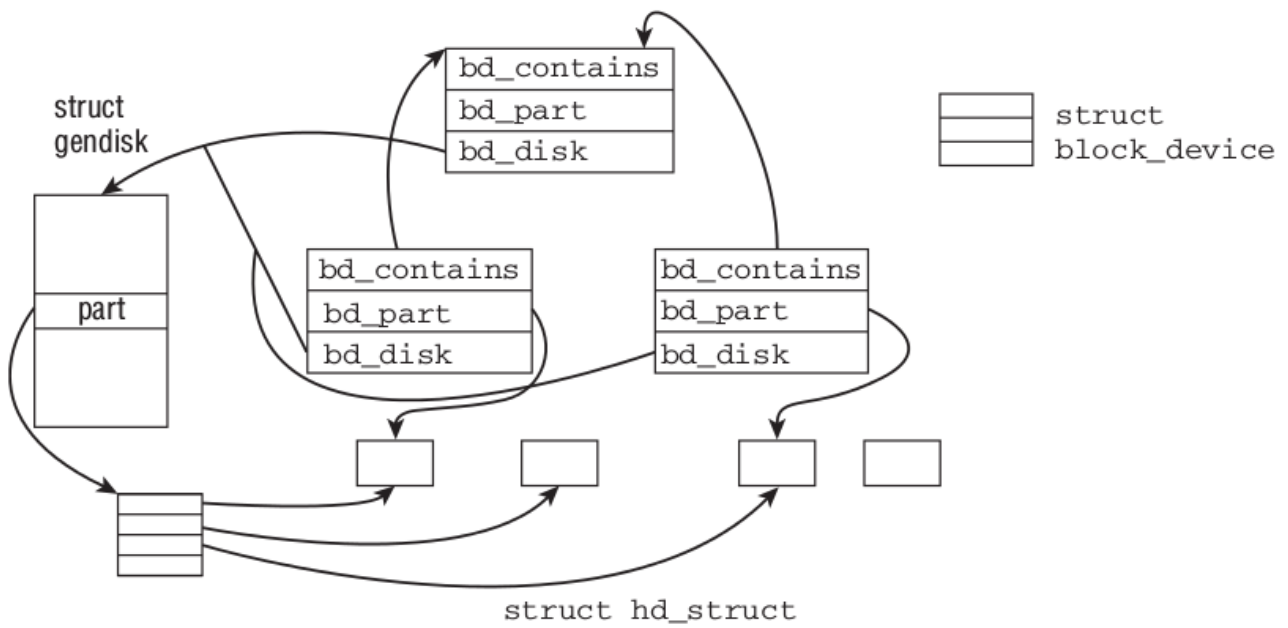 bd_contains
bd_part
bd_disk
struct
gendisk
struct
block_device
part
bd_contains
bd_part
bd_disk
bd_contains
bd_part
bd_disk
struct hd_struct